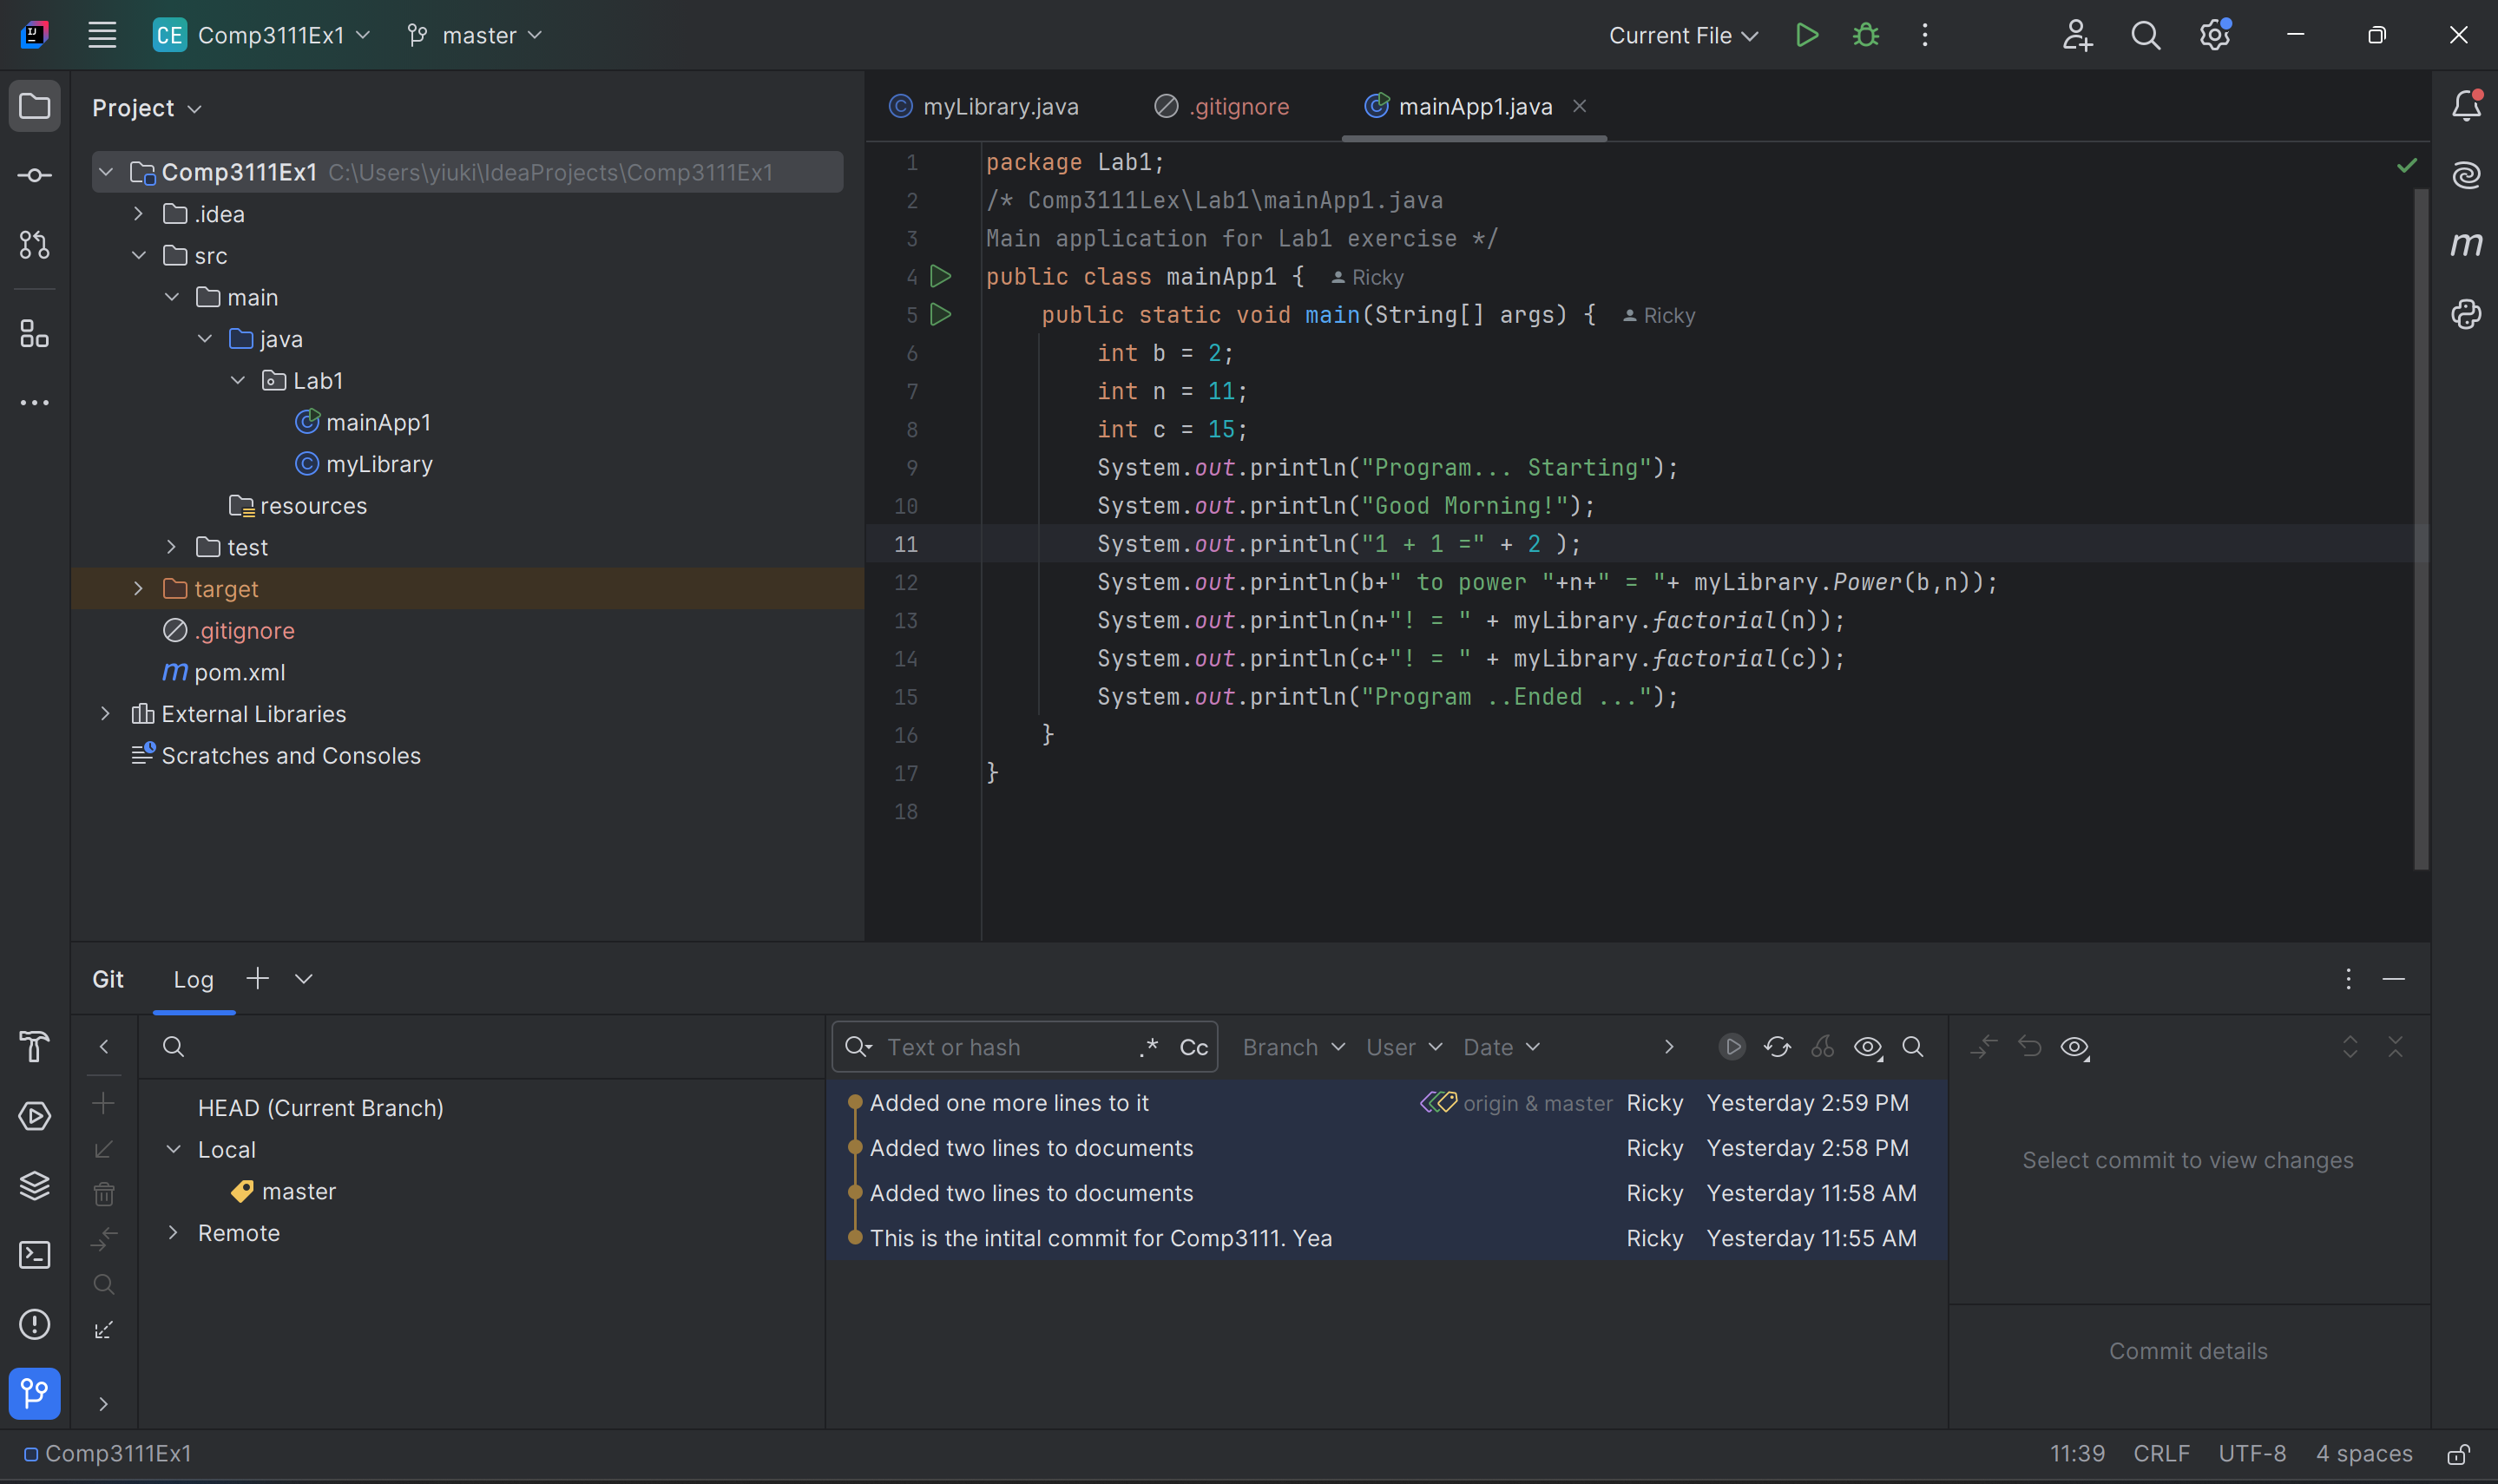 CE Comp3111Ex1 master Current File
Project
myLibrary.java .gitignore mainApp1.java
Comp3111Ex1 C:\Users\yiuki\IdeaProjects\Comp3111Ex1
.idea
src
main
java
Lab1
mainApp1
myLibrary
resources
test
target
.gitignore
m pom.xml
External Libraries
Scratches and Consoles
1 package Lab1;
2 /* Comp3111Lex\Lab1\mainApp1.java
3 Main application for Lab1 exercise */
4 public class mainApp1 { Ricky
5 public static void main(String[] args) { Ricky
6 int b = 2;
7 int n = 11;
8 int c = 15;
9 System.out.println("Program... Starting");
10 System.out.println("Good Morning!");
11 System.out.println("1 + 1 =" + 2 );
12 System.out.println(b+" to power "+n+" = "+ myLibrary.Power(b,n));
13 System.out.println(n+"! = " + myLibrary.factorial(n));
14 System.out.println(c+"! = " + myLibrary.factorial(c));
15 System.out.println("Program ..Ended ...");
16 }
17 }
18
m
Git Log
Text or hash .* Cc Branch User Date
HEAD (Current Branch)
Local
master
Remote
Added one more lines to it origin & master Ricky Yesterday 2:59 PM
Added two lines to documents Ricky Yesterday 2:58 PM
Added two lines to documents Ricky Yesterday 11:58 AM
This is the intital commit for Comp3111. Yea Ricky Yesterday 11:55 AM
Select commit to view changes
Commit details
Comp3111Ex1 11:39 CRLF UTF-8 4 spaces